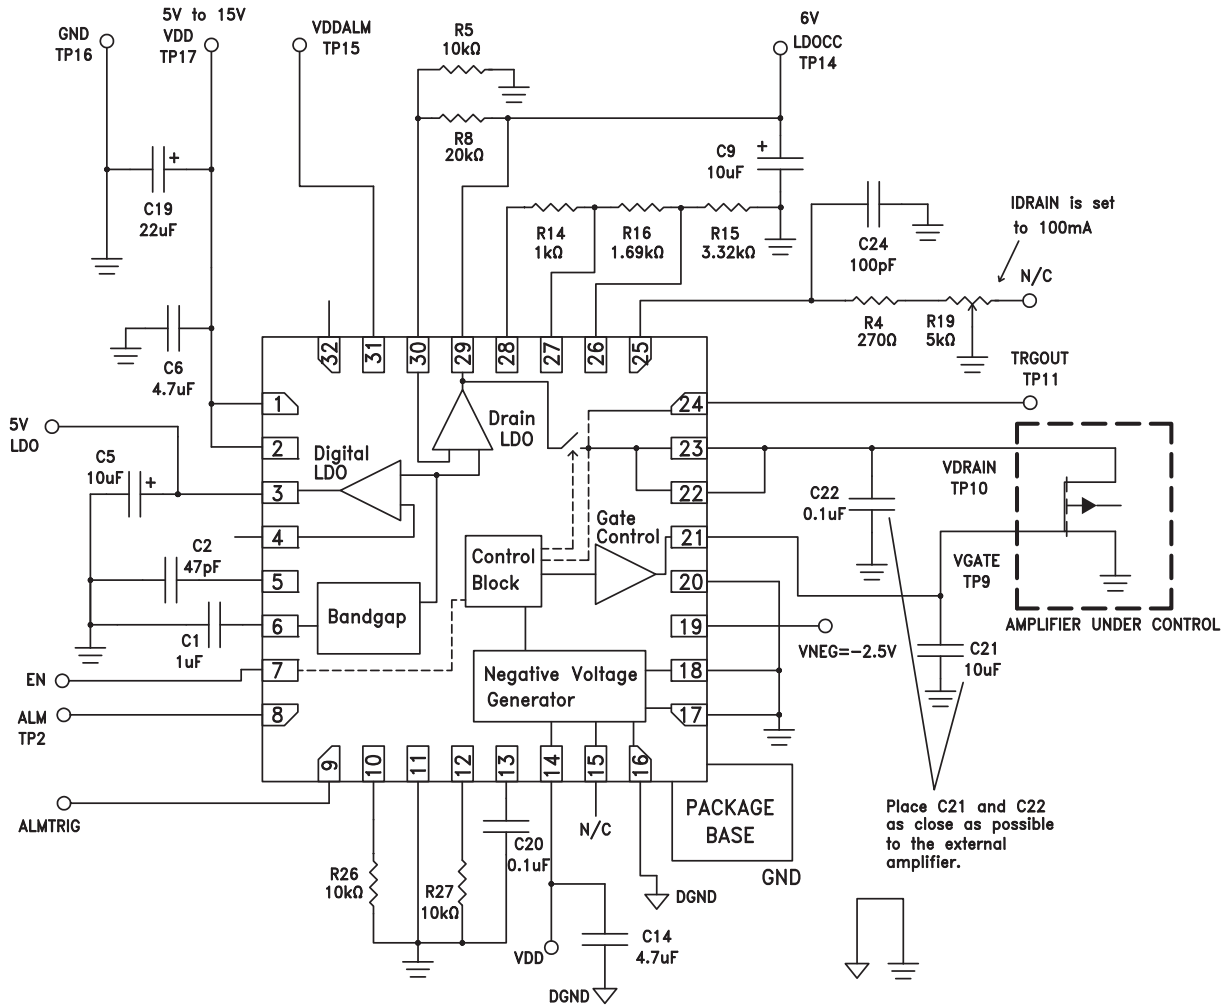 5V to 15V
GND
TP16
VDD
TP17
VDDALM
TP15
R5
10kΩ
6V
LDOCC
TP14
R8
20kΩ
C9
+
10uF
+
C19
22uF
R14
1kΩ
R16
1.69kΩ
R15
3.32kΩ
C24
100pF
IDRAIN is set
to 100mA
N/C
R4
270Ω
R19
5kΩ
C6
4.7uF
TRGOUT
TP11
5V
LDO
C5
10uF
+
C2
47pF
C1
1uF
EN
ALM
TP2
ALMTRIG
32
31
30
29
28
27
26
25
1
2
3
4
5
6
7
8
24
23
22
21
20
19
18
17
9
10
11
12
13
14
15
16
Drain
LDO
Digital
LDO
Gate
Control
Control
Block
Bandgap
Negative Voltage
Generator
C22
0.1uF
VDRAIN
TP10
VGATE
TP9
AMPLIFIER UNDER CONTROL
VNEG=−2.5V
C21
10uF
Place C21 and C22
as close as possible
to the external
amplifier.
PACKAGE
BASE
GND
N/C
C20
0.1uF
R26
10kΩ
R27
10kΩ
DGND
VDD
C14
4.7uF
DGND